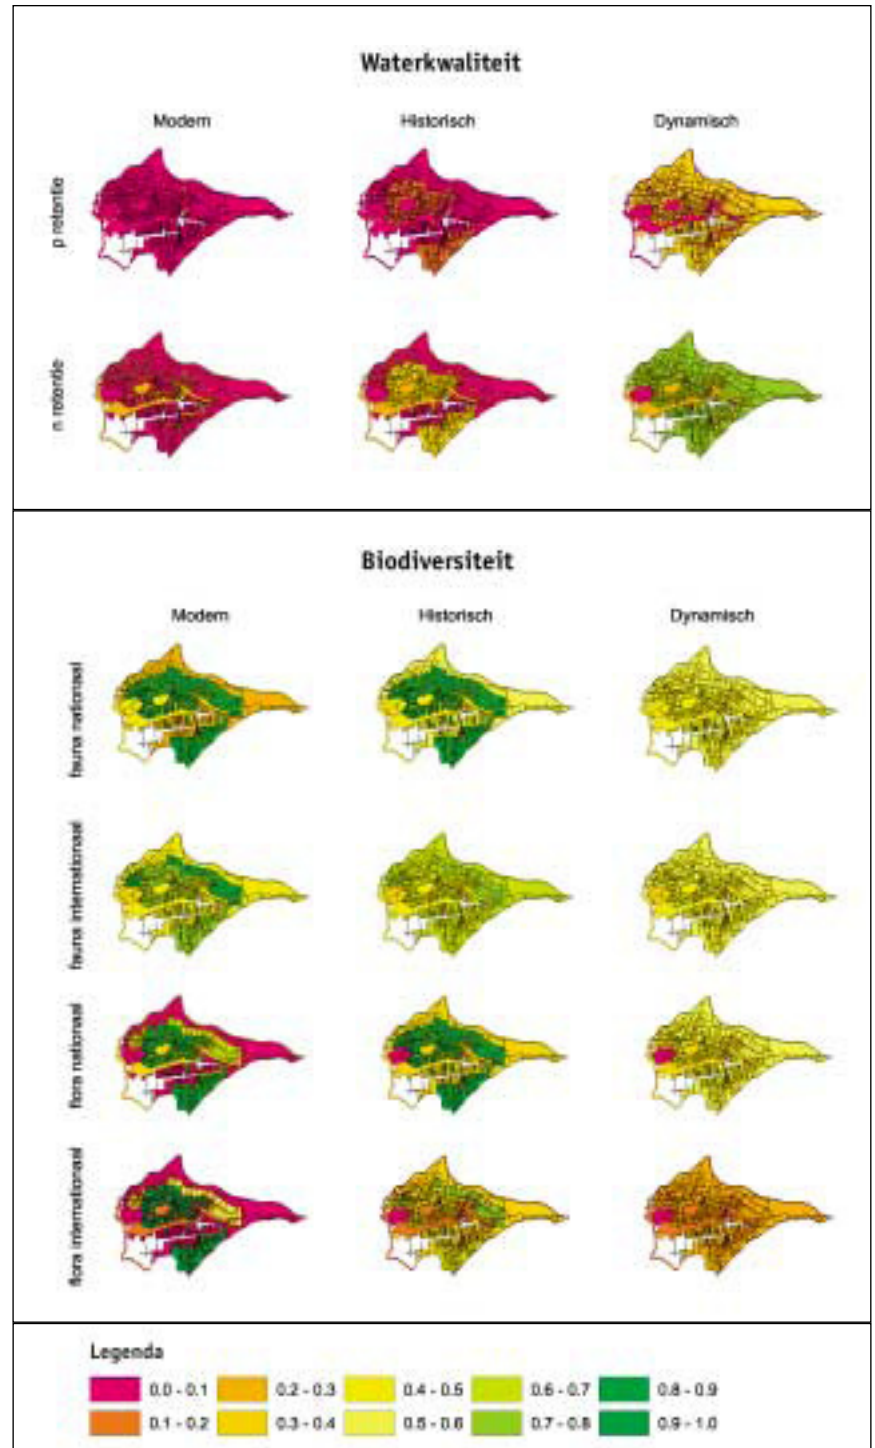 Waterkwaliteit
Modern Historisch Dynamisch
p retentie
n retentie
Biodiversiteit
Modern Historisch Dynamisch
fauna nationaal
fauna internationaal
flora nationaal
flora internationaal
Legenda
0.0 - 0.1 0.2 - 0.3 0.4 - 0.5 0.6 - 0.7 0.8 - 0.9
0.1 - 0.2 0.3 - 0.4 0.5 - 0.6 0.7 - 0.8 0.9 - 1.0